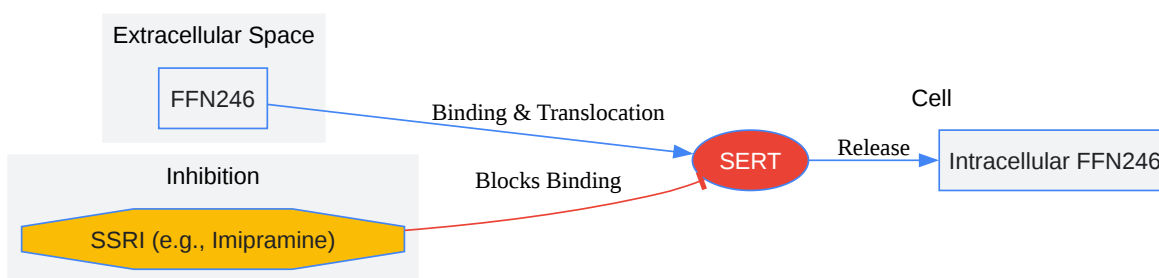 Extracellular Space
FFN246
Binding & Translocation
Cell
SERT
Release
Intracellular FFN246
Inhibition
Blocks Binding
SSRI (e.g., Imipramine)